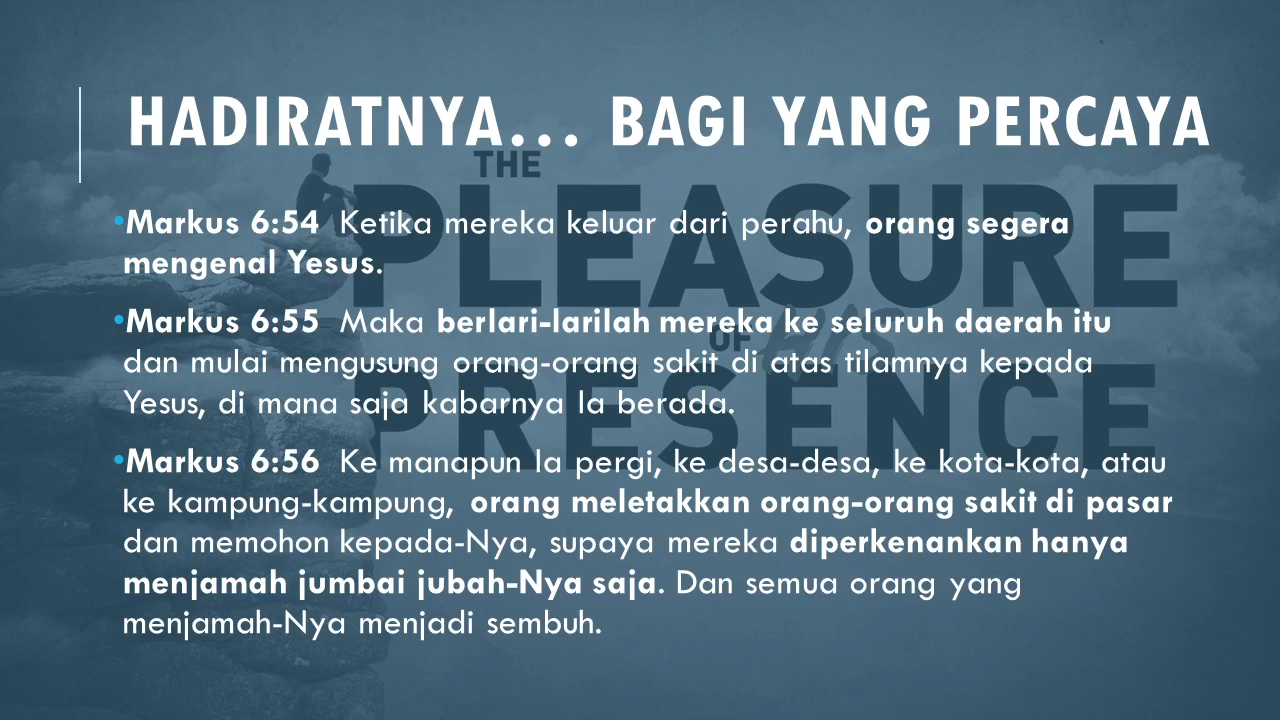 HADIRATNYA... BAGI YANG PERCAYA
THE
PLEASURE
OF His
PRESENCE
•Markus 6:54 Ketika mereka keluar dari perahu, orang segera
mengenal Yesus.
•Markus 6:55 Maka berlari-larilah mereka ke seluruh daerah itu
dan mulai mengusung orang-orang sakit di atas tilamnya kepada
Yesus, di mana saja kabarnya Ia berada.
•Markus 6:56 Ke manapun Ia pergi, ke desa-desa, ke kota-kota, atau
ke kampung-kampung, orang meletakkan orang-orang sakit di pasar
dan memohon kepada-Nya, supaya mereka diperkenankan hanya
menjamah jumbai jubah-Nya saja. Dan semua orang yang
menjamah-Nya menjadi sembuh.